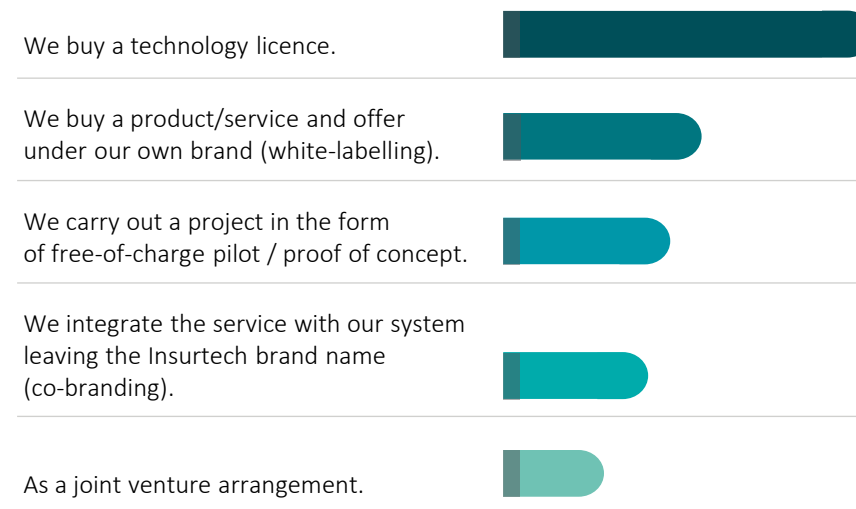 We buy a technology licence.
We buy a product/service and offer
under our own brand (white-labelling).
We carry out a project in the form
of free-of-charge pilot / proof of concept.
We integrate the service with our system
leaving the Insurtech brand name
(co-branding).
As a joint venture arrangement.